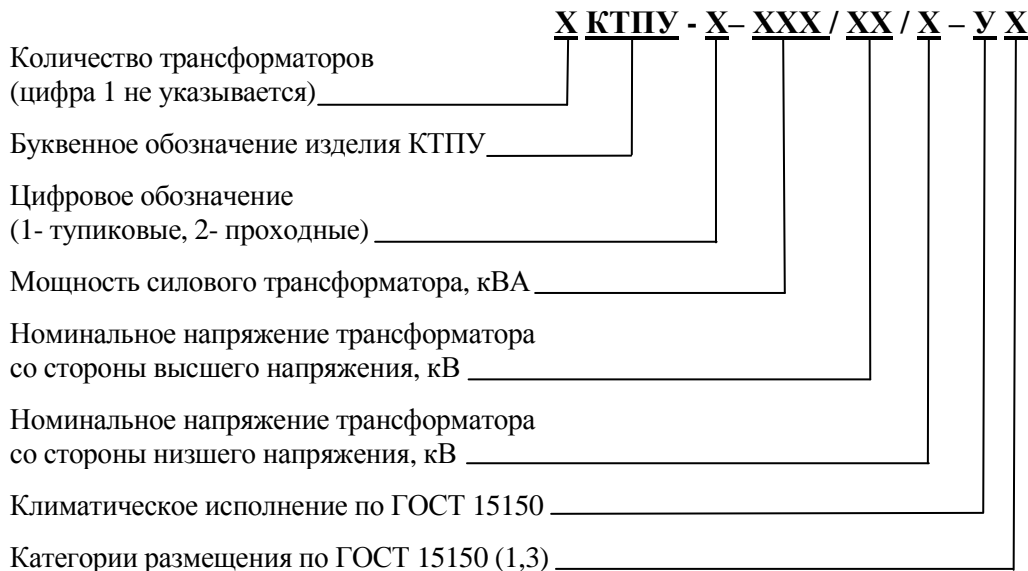 Х КТПУ - Х– ХХХ / ХХ / Х – У Х
Количество трансформаторов
(цифра 1 не указывается)
Буквенное обозначение изделия КТПУ
Цифровое обозначение
(1- тупиковые, 2- проходные)
Мощность силового трансформатора, кВА
Номинальное напряжение трансформатора
со стороны высшего напряжения, кВ
Номинальное напряжение трансформатора
со стороны низшего напряжения, кВ
Климатическое исполнение по ГОСТ 15150
Категории размещения по ГОСТ 15150 (1,3)